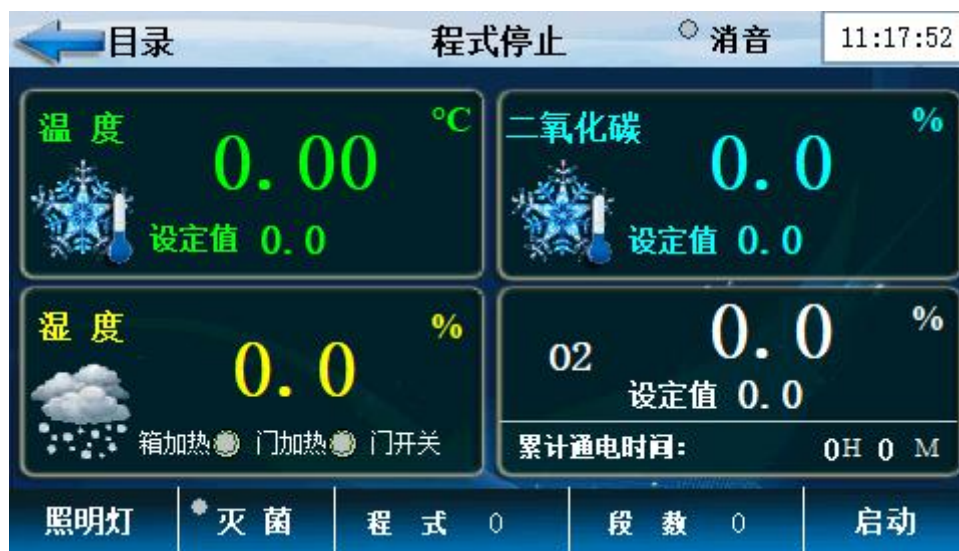 目录 程式停止 消音 11:17:52
温 度 °C
0.00
设定值 0.0
二氧化碳 %
0.0
设定值 0.0
湿 度 %
0.0
箱加热 门加热 门开关
O2 0.0 %
设定值 0.0
累计通电时间: 0H 0 M
照明灯 灭 菌 程 式 0 段 数 0 启动